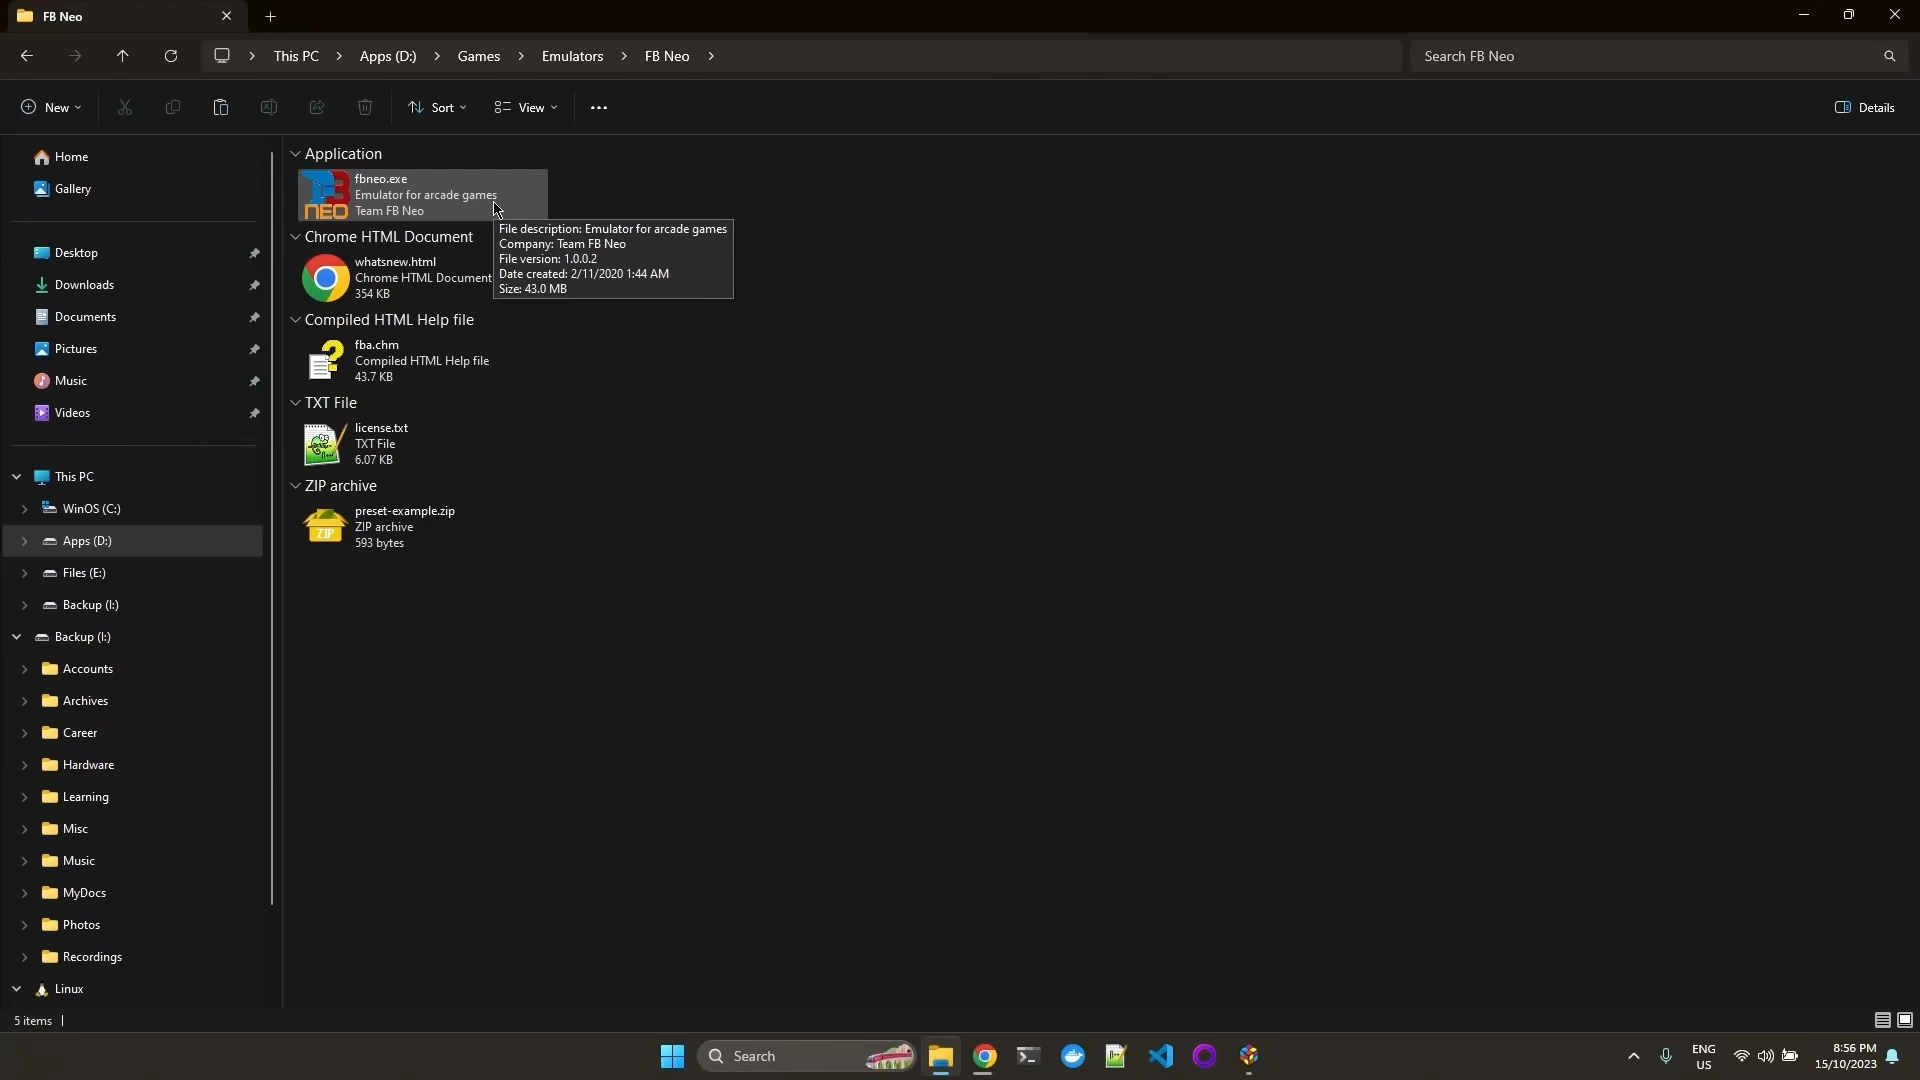 FB Neo
This PC
Apps (D:)
Games
Emulators
FB Neo
Search FB Neo
New
Sort
View
Details
Home
Gallery
Desktop
Downloads
Documents
Pictures
Music
Videos
This PC
WinOS (C:)
Apps (D:)
Files (E:)
Backup (I:)
Backup (I:)
Accounts
Archives
Career
Hardware
Learning
Misc
Music
MyDocs
Photos
Recordings
Linux
Application
fbneo.exe
Emulator for arcade games
Team FB Neo
File description: Emulator for arcade games
Company: Team FB Neo
File version: 1.0.0.2
Date created: 2/11/2020 1:44 AM
Size: 43.0 MB
Chrome HTML Document
whatsnew.html
Chrome HTML Document
354 KB
Compiled HTML Help file
fba.chm
Compiled HTML Help file
43.7 KB
TXT File
license.txt
TXT File
6.07 KB
ZIP archive
preset-example.zip
ZIP archive
593 bytes
5 items
Search
ENG
US
8:56 PM
15/10/2023
NEO
ZIP